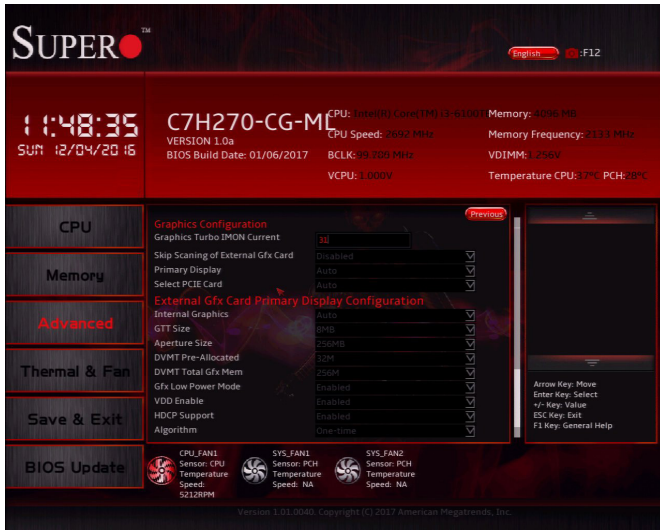 SUPER TM
English :F12
11:48:35
SUN 12/04/2016
C7H270-CG-ML
VERSION 1.0a
BIOS Build Date: 01/06/2017
CPU: Intel(R) Core(TM) i3-6100T
CPU Speed: 2692 MHz
BCLK: 99.700 MHz
VCPU: 1.000V
Memory: 4096 MB
Memory Frequency: 2133 MHz
VDIMM: 1.256V
Temperature CPU: 37°C PCH: 28°C
CPU
Memory
Advanced
Thermal & Fan
Save & Exit
BIOS Update
Previous
Graphics Configuration
Graphics Turbo IMON Current 31
Skip Scaning of External Gfx Card Disabled
Primary Display Auto
Select PCIE Card Auto
External Gfx Card Primary Display Configuration
Internal Graphics Auto
GTT Size 8MB
Aperture Size 256MB
DVMT Pre-Allocated 32M
DVMT Total Gfx Mem 256M
Gfx Low Power Mode Enabled
VDD Enable Enabled
HDCP Support Enabled
Algorithm One-time
Arrow Key: Move
Enter Key: Select
+/- Key: Value
ESC Key: Exit
F1 Key: General Help
CPU_FAN1
Sensor: CPU
Temperature
Speed:
5212RPM
SYS_FAN1
Sensor: PCH
Temperature
Speed: NA
SYS_FAN2
Sensor: PCH
Temperature
Speed: NA
Version 1.01.0040. Copyright (C) 2017 American Megatrends, Inc.